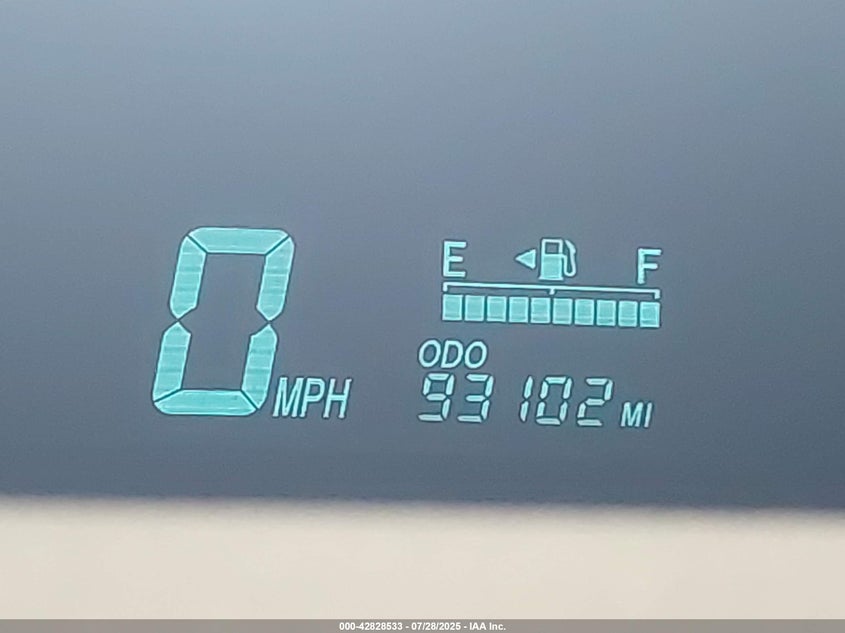 E F
0 MPH
ODO
93102 MI
000-42828533 - 07/28/2025 - IAA Inc.